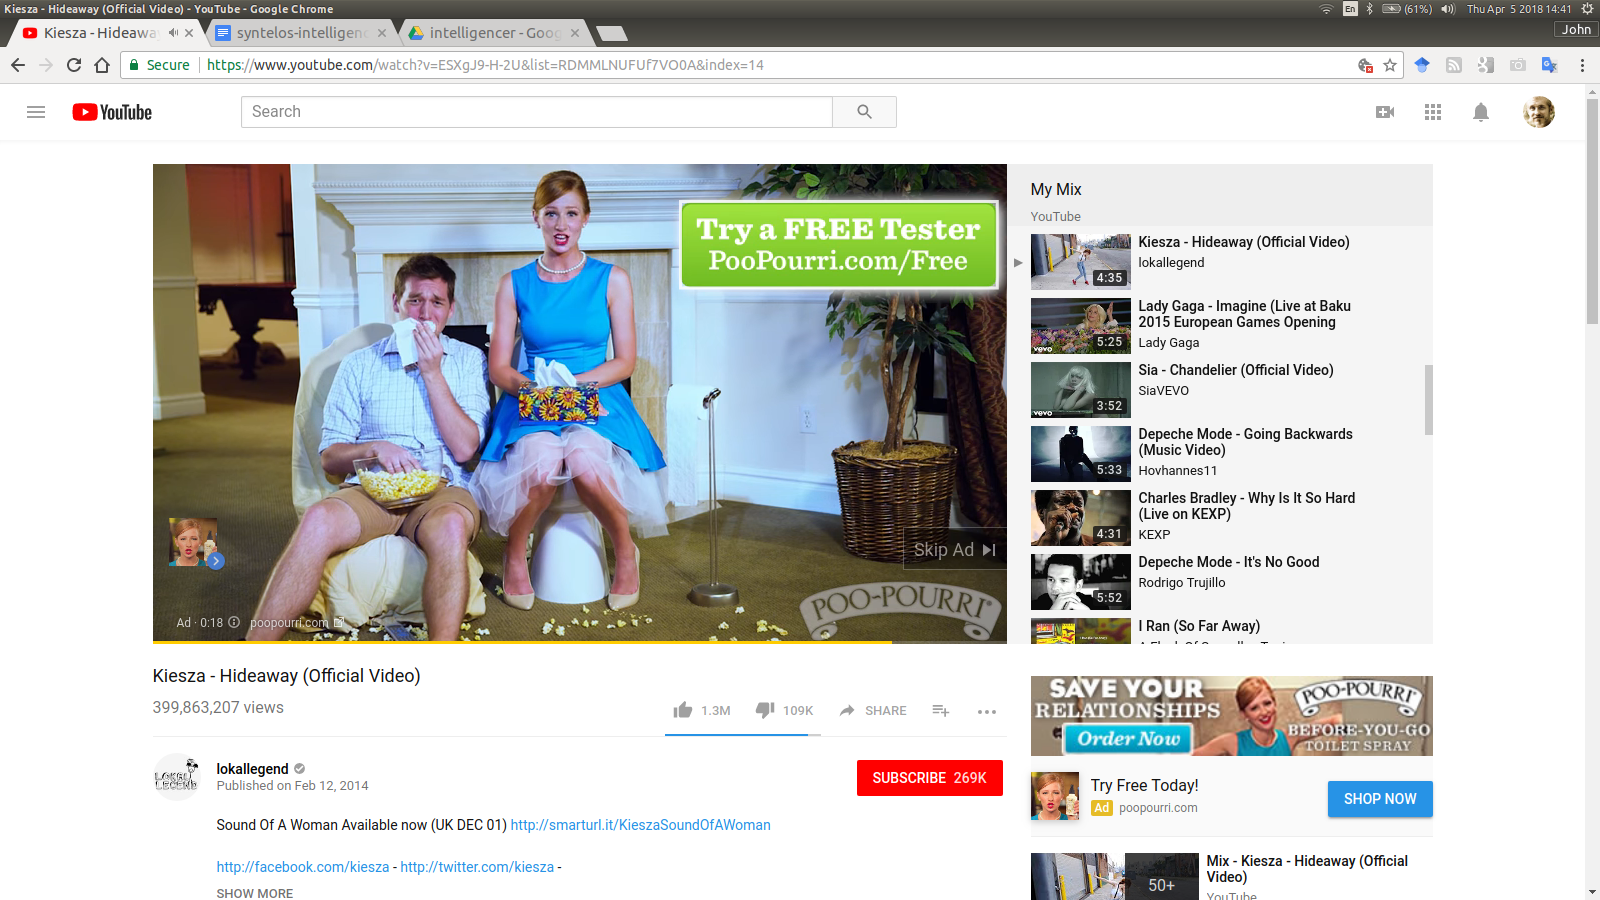 Kiesza - Hideaway (Official Video) - YouTube - Google Chrome
En
(61%)
Thu Apr 5 2018 14:41
Kiesza - Hideaway
syntelos-intelligenc
intelligencer - Goog
John
Secure
https://www.youtube.com/watch?v=ESXgJ9-H-2U&list=RDMMLNUFUf7VO0A&index=14
YouTube
Search
Try a FREE Tester
PooPourri.com/Free
Skip Ad
POO-POURRI
Ad · 0:18
poopourri.com
My Mix
YouTube
Kiesza - Hideaway (Official Video)
lokallegend
4:35
Lady Gaga - Imagine (Live at Baku
2015 European Games Opening
Lady Gaga
vevo
5:25
Sia - Chandelier (Official Video)
SiaVEVO
vevo
3:52
Depeche Mode - Going Backwards
(Music Video)
Hovhannes11
5:33
Charles Bradley - Why Is It So Hard
(Live on KEXP)
KEXP
4:31
Depeche Mode - It's No Good
Rodrigo Trujillo
5:52
I Ran (So Far Away)
Kiesza - Hideaway (Official Video)
399,863,207 views
1.3M
109K
SHARE
LOKAL
LEGEND
lokallegend
Published on Feb 12, 2014
SUBSCRIBE 269K
Sound Of A Woman Available now (UK DEC 01) http://smarturl.it/KieszaSoundOfAWoman
http://facebook.com/kiesza - http://twitter.com/kiesza -
SHOW MORE
SAVE YOUR
RELATIONSHIPS
Order Now
POO-POURRI
BEFORE-YOU-GO
TOILET SPRAY
Try Free Today!
Ad
poopourri.com
SHOP NOW
50+
Mix - Kiesza - Hideaway (Official
Video)
YouTube